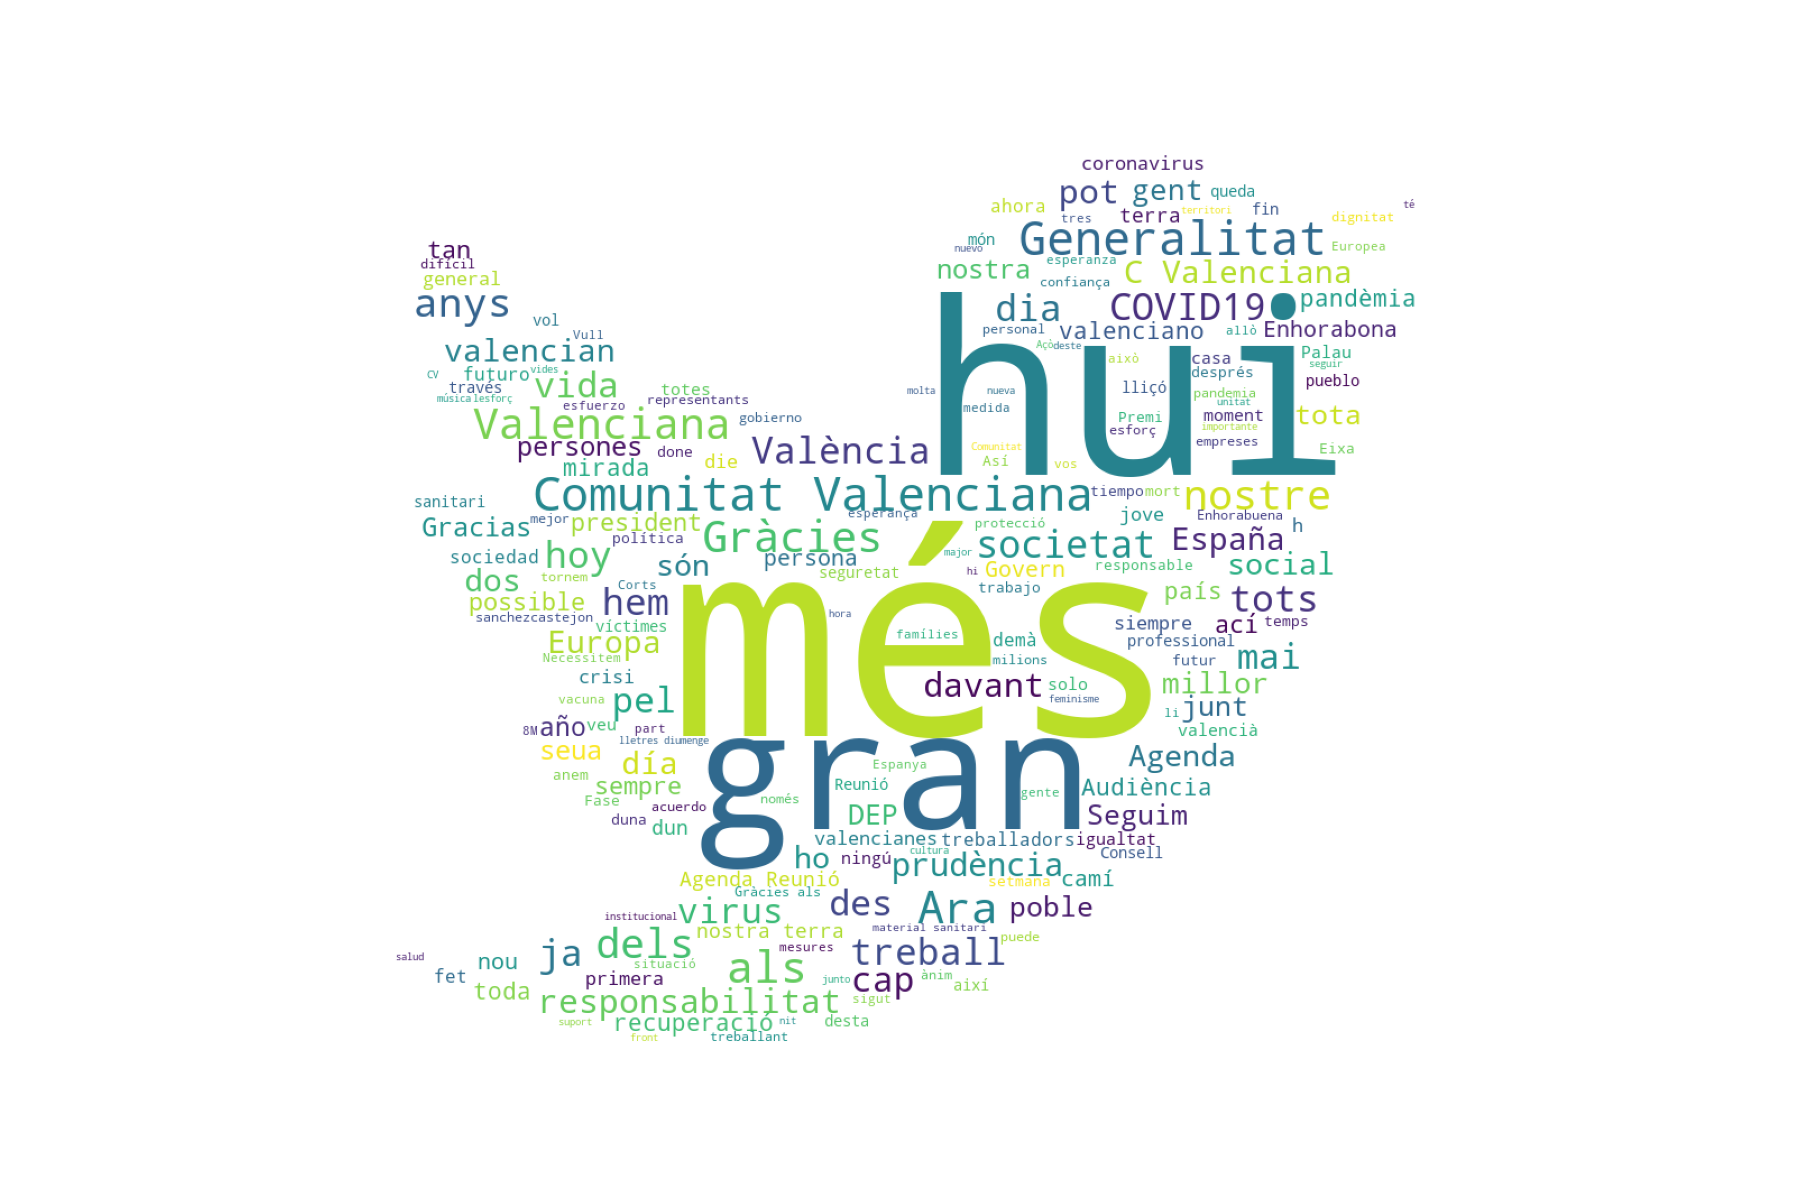 coronavirus
pot gent queda
ahora tres terra territori fin dignitat té
tan món nuevo Generalitat Europea
difícil esperanza
general nostra confiança C Valenciana
anys hui dia COVID19 pandèmia
vol personal valenciano allò Enhorabona
Vull Açò deste
valencian això casa Palau
CV futuro vides després seguir
través vida totes molta nueva lliçó pandemia pueblo
música lesforç esfuerzo representants medida unitat
Valenciana gobierno Premi moment tota
esforç importante
persones done València Comunitat empreses Eixa
mirada die Así vos
sanitari Comunitat Valenciana tiempo mort nostre
Gracias mejor president esperança protecció jove Enhorabuena h
política Gràcies
sociedad hoy són persona major societat España
dos tornem seguretat hi Govern responsable social
Corts trabajo país
possible hem més tots
sanchezcastejon hora siempre ací temps
víctimes famílies demà professional
Europa
Necessitem milions futur mai
crisi davant solo millor
vacuna pel feminisme li junt
8M año veu part valencià
lletres diumenge
seua día gran Agenda
anem Espanya
sempre Reunió gente Audiència
Fase acuerdo només
duna dun DEP Seguim
valencianes treballadors igualtat
ho ningú cultura Consell
prudència
Agenda Reunió setmana camí
Gràcies als
institucional virus des Ara poble
nostra terra material sanitari puede
salud ja dels mesures treball
nou situació
fet primera als junto cap ànim
toda així
responsabilitat sigut
suport recuperació nit desta
front treballant